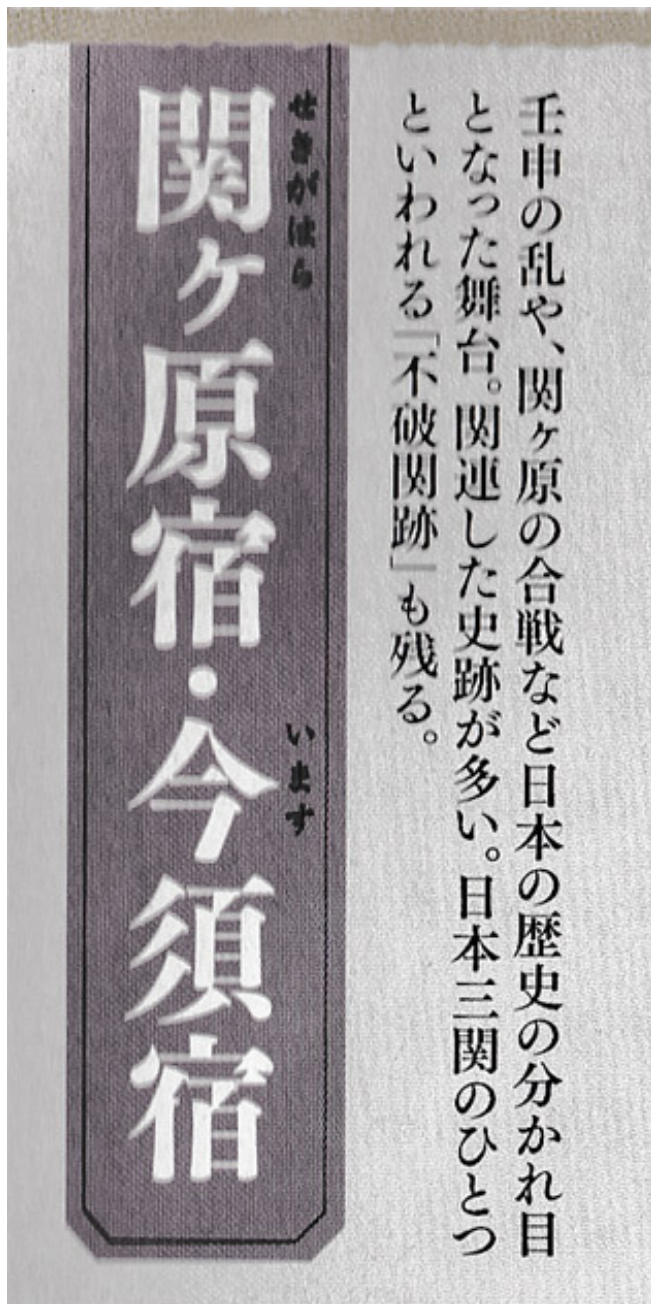 壬申の乱や、関ヶ原の合戦など日本の歴史の分かれ目
となった舞台。関連した史跡が多い。日本三関のひとつ
といわれる「不破関跡」も残る。
せきがはら
います
関ヶ原宿・今須宿